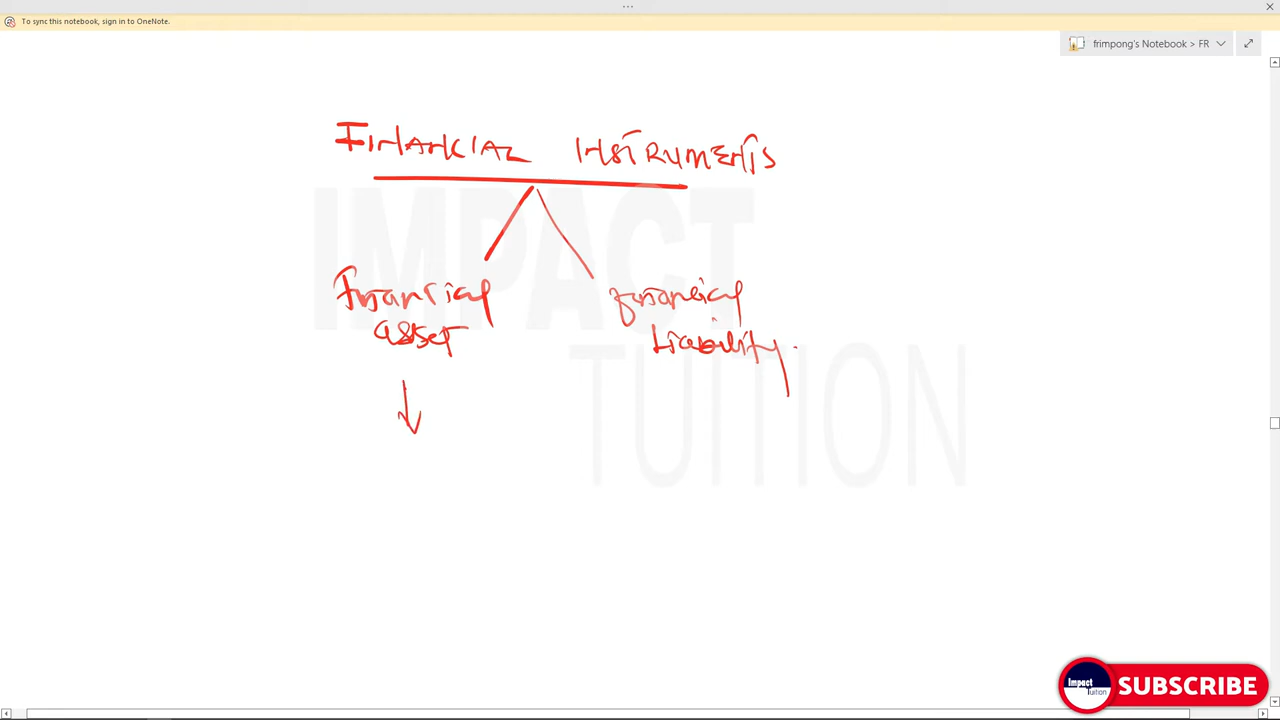 To sync this notebook, sign in to OneNote.
frimpong's Notebook > FR
FINANCIAL INSTRUMENTS
IMPACT
TUITION
Financial
asset
financial
Liability
Impact
Tuition
SUBSCRIBE